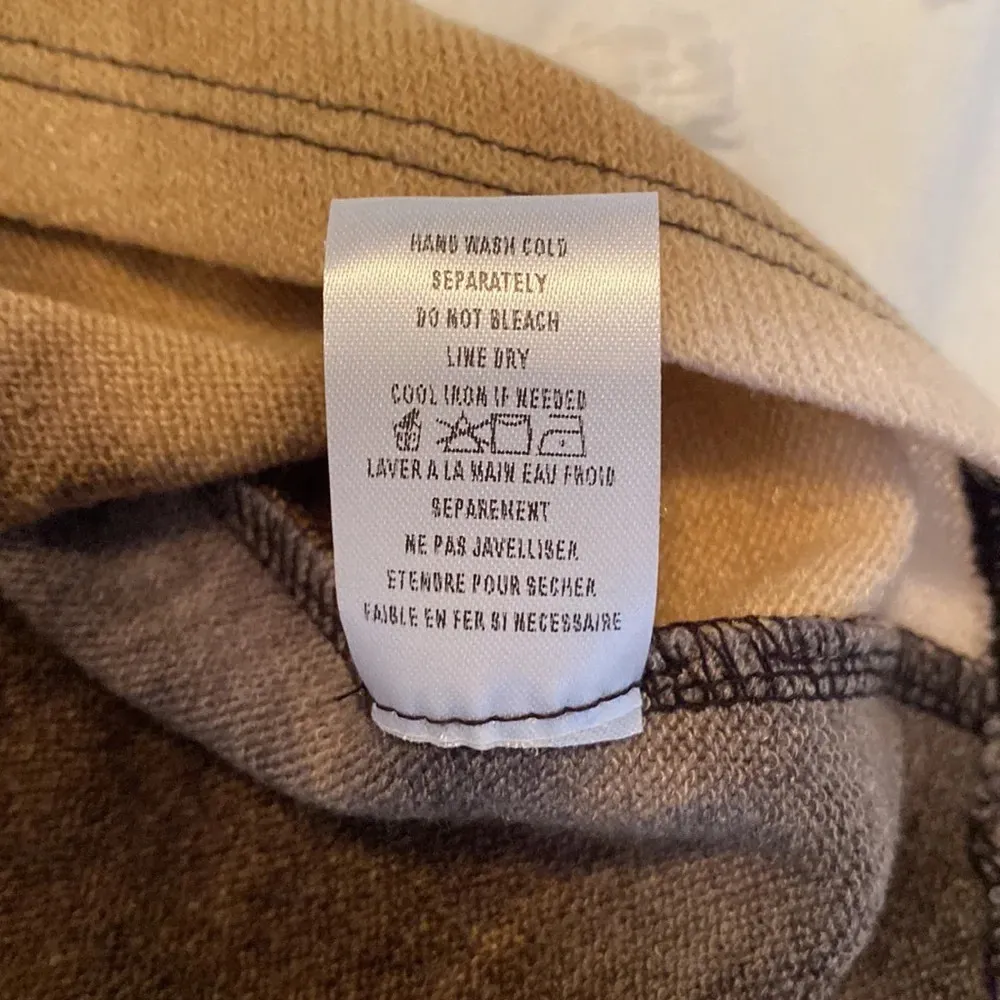 HAND WASH COLD
SEPARATELY
DO NOT BLEACH
LINE DRY
COOL IRON IF NEEDED
LAVER A LA MAIN EAU FROID
SEPAREMENT
NE PAS JAVELLISER
ETENDRE POUR SECHER
FAIBLE EN FER SI NECESSAIRE